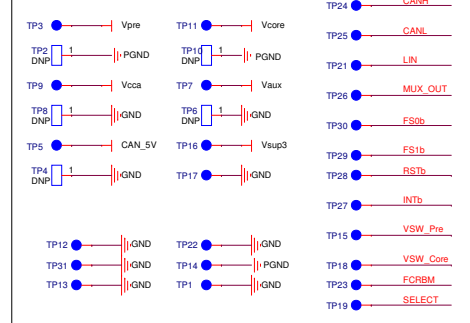 TP24 CANH
TP3 Vpre TP11 Vcore
TP25 CANL
TP2 1 PGND TP10 1 PGND
DNP DNP
TP21 LIN
TP9 Vcca TP7 Vaux
TP26 MUX_OUT
TP8 1 GND TP6 1 GND
DNP DNP
TP30 FS0b
TP5 CAN_5V TP16 Vsup3
TP29 FS1b
TP4 1 GND TP17 GND
DNP
TP28 RSTb
TP27 INTb
TP15 VSW_Pre
TP12 GND TP22 GND
TP31 GND TP14 PGND
TP18 VSW_Core
TP13 GND TP1 GND
TP23 FCRBM
TP19 SELECT